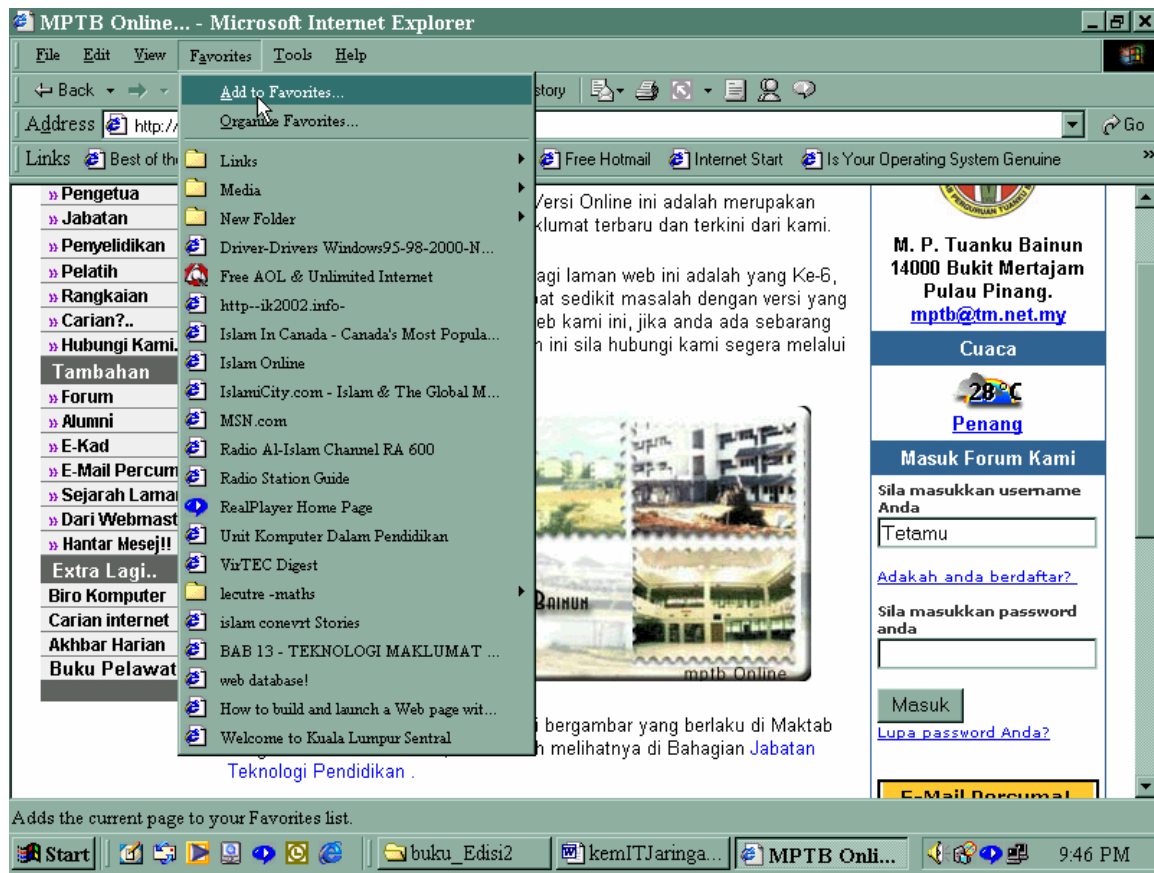 MPTB Online... - Microsoft Internet Explorer
File Edit View Favorites Tools Help
Back
story
Address http://
Go
Links Best of th
Free Hotmail Internet Start Is Your Operating System Genuine
Add to Favorites...
Organize Favorites...
Links
Media
New Folder
Driver-Drivers Windows95-98-2000-N...
Free AOL & Unlimited Internet
http--ik2002.info-
Islam In Canada - Canada's Most Popula...
Islam Online
IslamiCity.com - Islam & The Global M...
MSN.com
Radio Al-Islam Channel RA 600
Radio Station Guide
RealPlayer Home Page
Unit Komputer Dalam Pendidikan
VirTEC Digest
lecutre -maths
islam conevrt Stories
BAB 13 - TEKNOLOGI MAKLUMAT ...
web database!
How to build and launch a Web page wit...
Welcome to Kuala Lumpur Sentral
» Pengetua
» Jabatan
» Penyelidikan
» Pelatih
» Rangkaian
» Carian?..
» Hubungi Kami.
Tambahan
» Forum
» Alumni
» E-Kad
» E-Mail Percum
» Sejarah Lama
» Dari Webmast
» Hantar Mesej!!
Extra Lagi..
Biro Komputer
Carian internet
Akhbar Harian
Buku Pelawat
Versi Online ini adalah merupakan
klumat terbaru dan terkini dari kami.
agi laman web ini adalah yang Ke-6,
at sedikit masalah dengan versi yang
eb kami ini, jika anda ada sebarang
n ini sila hubungi kami segera melalui
BAINUN
mptb Online
i bergambar yang berlaku di Maktab
h melihatnya di Bahagian Jabatan
Teknologi Pendidikan .
M. P. Tuanku Bainun
14000 Bukit Mertajam
Pulau Pinang.
mptb@tm.net.my
Cuaca
28°C
Penang
Masuk Forum Kami
Sila masukkan username
Anda
Tetamu
Adakah anda berdaftar?
Sila masukkan password
anda
Masuk
Lupa password Anda?
E-Mail Percuma!
Adds the current page to your Favorites list.
Start buku_Edisi2 kemITJaringa... MPTB Onli... 9:46 PM